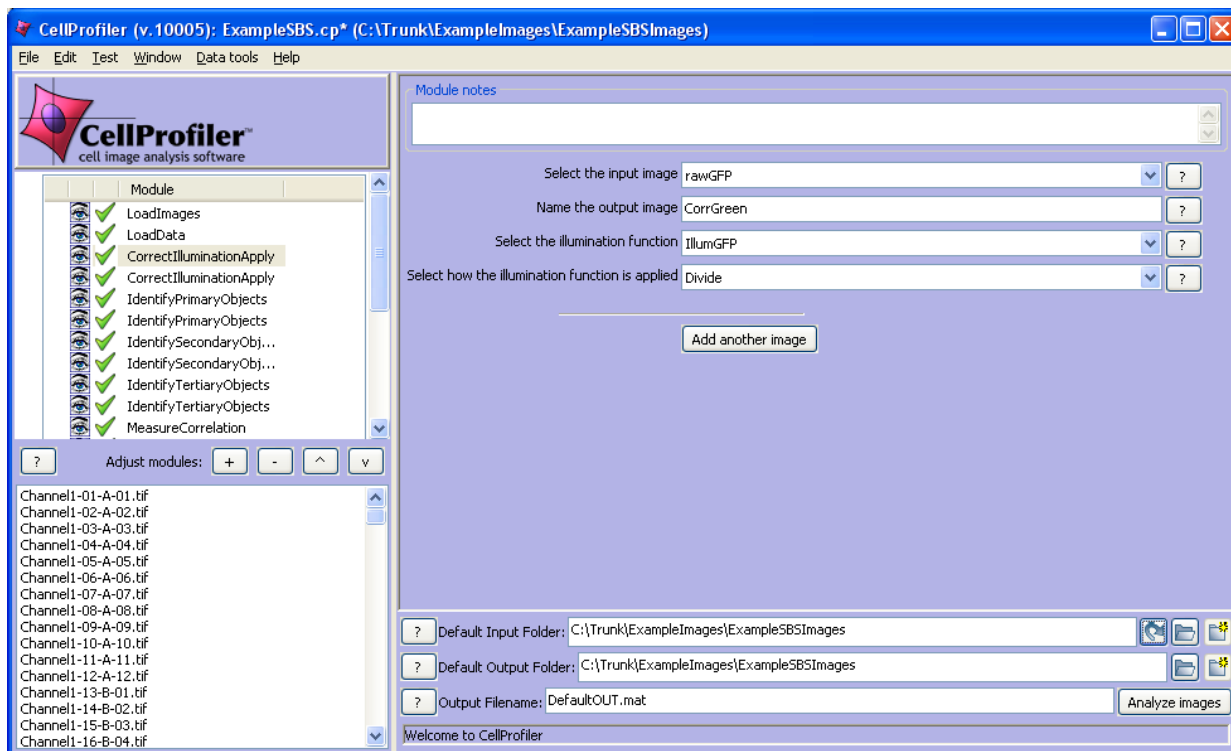 CellProfiler (v.10005): ExampleSBS.cp* (C:\Trunk\ExampleImages\ExampleSBSImages)
File Edit Test Window Data tools Help
CellProfiler™
cell image analysis software
Module
LoadImages
LoadData
CorrectIlluminationApply
CorrectIlluminationApply
IdentifyPrimaryObjects
IdentifyPrimaryObjects
IdentifySecondaryObj...
IdentifySecondaryObj...
IdentifyTertiaryObjects
IdentifyTertiaryObjects
MeasureCorrelation
? Adjust modules: + - ^ v
Channel1-01-A-01.tif
Channel1-02-A-02.tif
Channel1-03-A-03.tif
Channel1-04-A-04.tif
Channel1-05-A-05.tif
Channel1-06-A-06.tif
Channel1-07-A-07.tif
Channel1-08-A-08.tif
Channel1-09-A-09.tif
Channel1-10-A-10.tif
Channel1-11-A-11.tif
Channel1-12-A-12.tif
Channel1-13-B-01.tif
Channel1-14-B-02.tif
Channel1-15-B-03.tif
Channel1-16-B-04.tif
Module notes
Select the input image rawGFP ?
Name the output image CorrGreen ?
Select the illumination function IllumGFP ?
Select how the illumination function is applied Divide ?
Add another image
? Default Input Folder: C:\Trunk\ExampleImages\ExampleSBSImages
? Default Output Folder: C:\Trunk\ExampleImages\ExampleSBSImages
? Output Filename: DefaultOUT.mat Analyze images
Welcome to CellProfiler